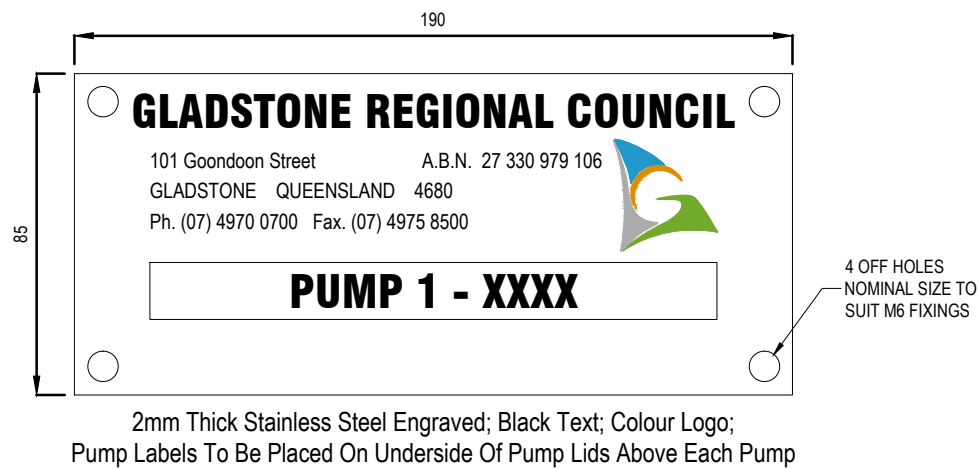 190
GLADSTONE REGIONAL COUNCIL
101 Goondoon Street A.B.N. 27 330 979 106
GLADSTONE QUEENSLAND 4680
Ph. (07) 4970 0700 Fax. (07) 4975 8500
85
PUMP 1 - XXXX
4 OFF HOLES
NOMINAL SIZE TO
SUIT M6 FIXINGS
2mm Thick Stainless Steel Engraved; Black Text; Colour Logo;
Pump Labels To Be Placed On Underside Of Pump Lids Above Each Pump